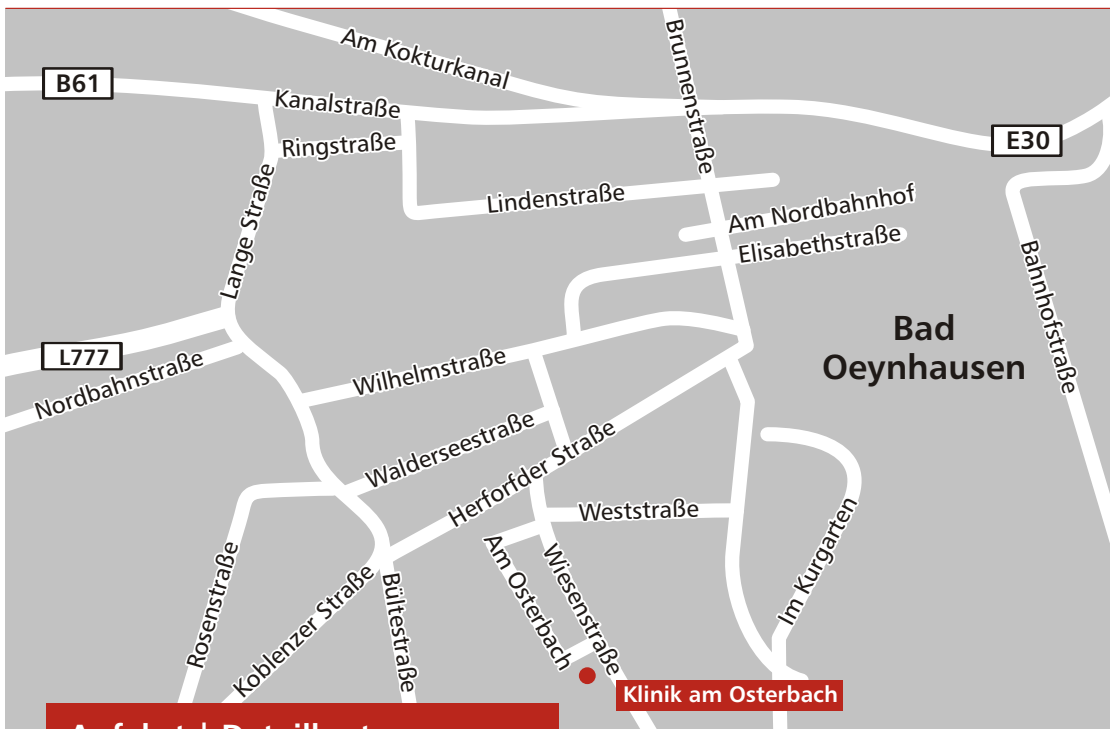 Am Kokturkanal
Brunnenstraße
B61
Kanalstraße
E30
Ringstraße
Lange Straße
Lindenstraße
Am Nordbahnhof
Elisabethstraße
Bahnhofstraße
Bad
Oeynhausen
L777
Nordbahnstraße
Wilhelmstraße
Walderseestraße
Herforfder Straße
Weststraße
Im Kurgarten
Am Osterbach
Wiesenstraße
Rosenstraße
Koblenzer Straße
Bültestraße
Klinik am Osterbach